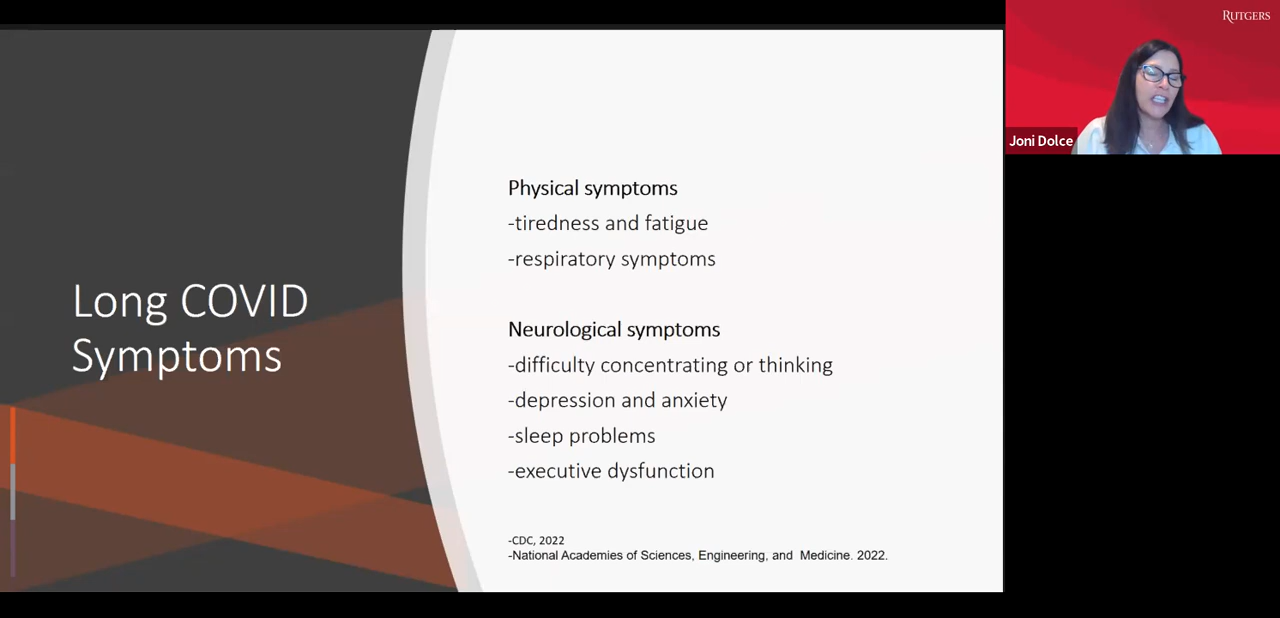 Long COVID
Symptoms
Physical symptoms
-tiredness and fatigue
-respiratory symptoms
Neurological symptoms
-difficulty concentrating or thinking
-depression and anxiety
-sleep problems
-executive dysfunction
-CDC, 2022
-National Academies of Sciences, Engineering, and Medicine. 2022.
RUTGERS
Joni Dolce